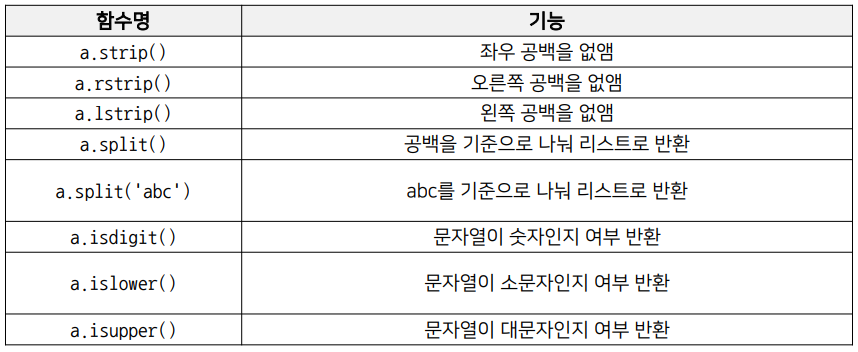 함수명 기능
a.strip() 좌우 공백을 없앰
a.rstrip() 오른쪽 공백을 없앰
a.lstrip() 왼쪽 공백을 없앰
a.split() 공백을 기준으로 나눠 리스트로 반환
a.split('abc') abc를 기준으로 나눠 리스트로 반환
a.isdigit() 문자열이 숫자인지 여부 반환
a.islower() 문자열이 소문자인지 여부 반환
a.isupper() 문자열이 대문자인지 여부 반환